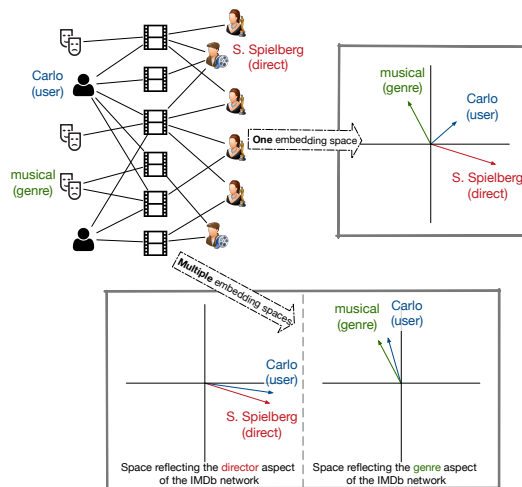 S. Spielberg
(direct)
Carlo
(user)
musical
(genre)
One embedding space
musical
(genre)
Carlo
(user)
S. Spielberg
(direct)
Multiple embedding spaces
Carlo
(user)
S. Spielberg
(direct)
Space reflecting the director aspect
of the IMDb network
musical
(genre)
Carlo
(user)
Space reflecting the genre aspect
of the IMDb network